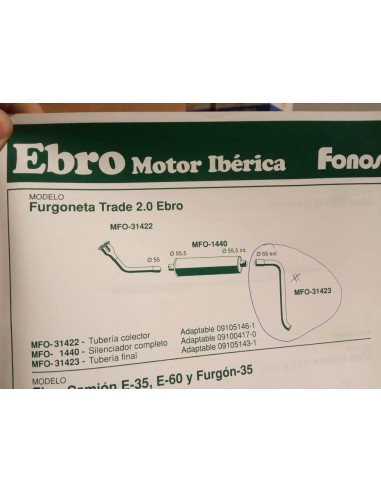 Ebro Motor Ibérica Fonos
MODELO
Furgoneta Trade 2.0 Ebro
MFO-31422
MFO-1440
Ø 55
Ø 55,5
Ø 55,5 int.
Ø 55 ext.
MFO-31423
MFO-31422 - Tubería colector Adaptable 09105146-1
MFO- 1440 - Silenciador completo Adaptable 09100417-0
MFO-31423 - Tubería final Adaptable 09105143-1
MODELO
Camión E-35, E-60 y Furgón-35